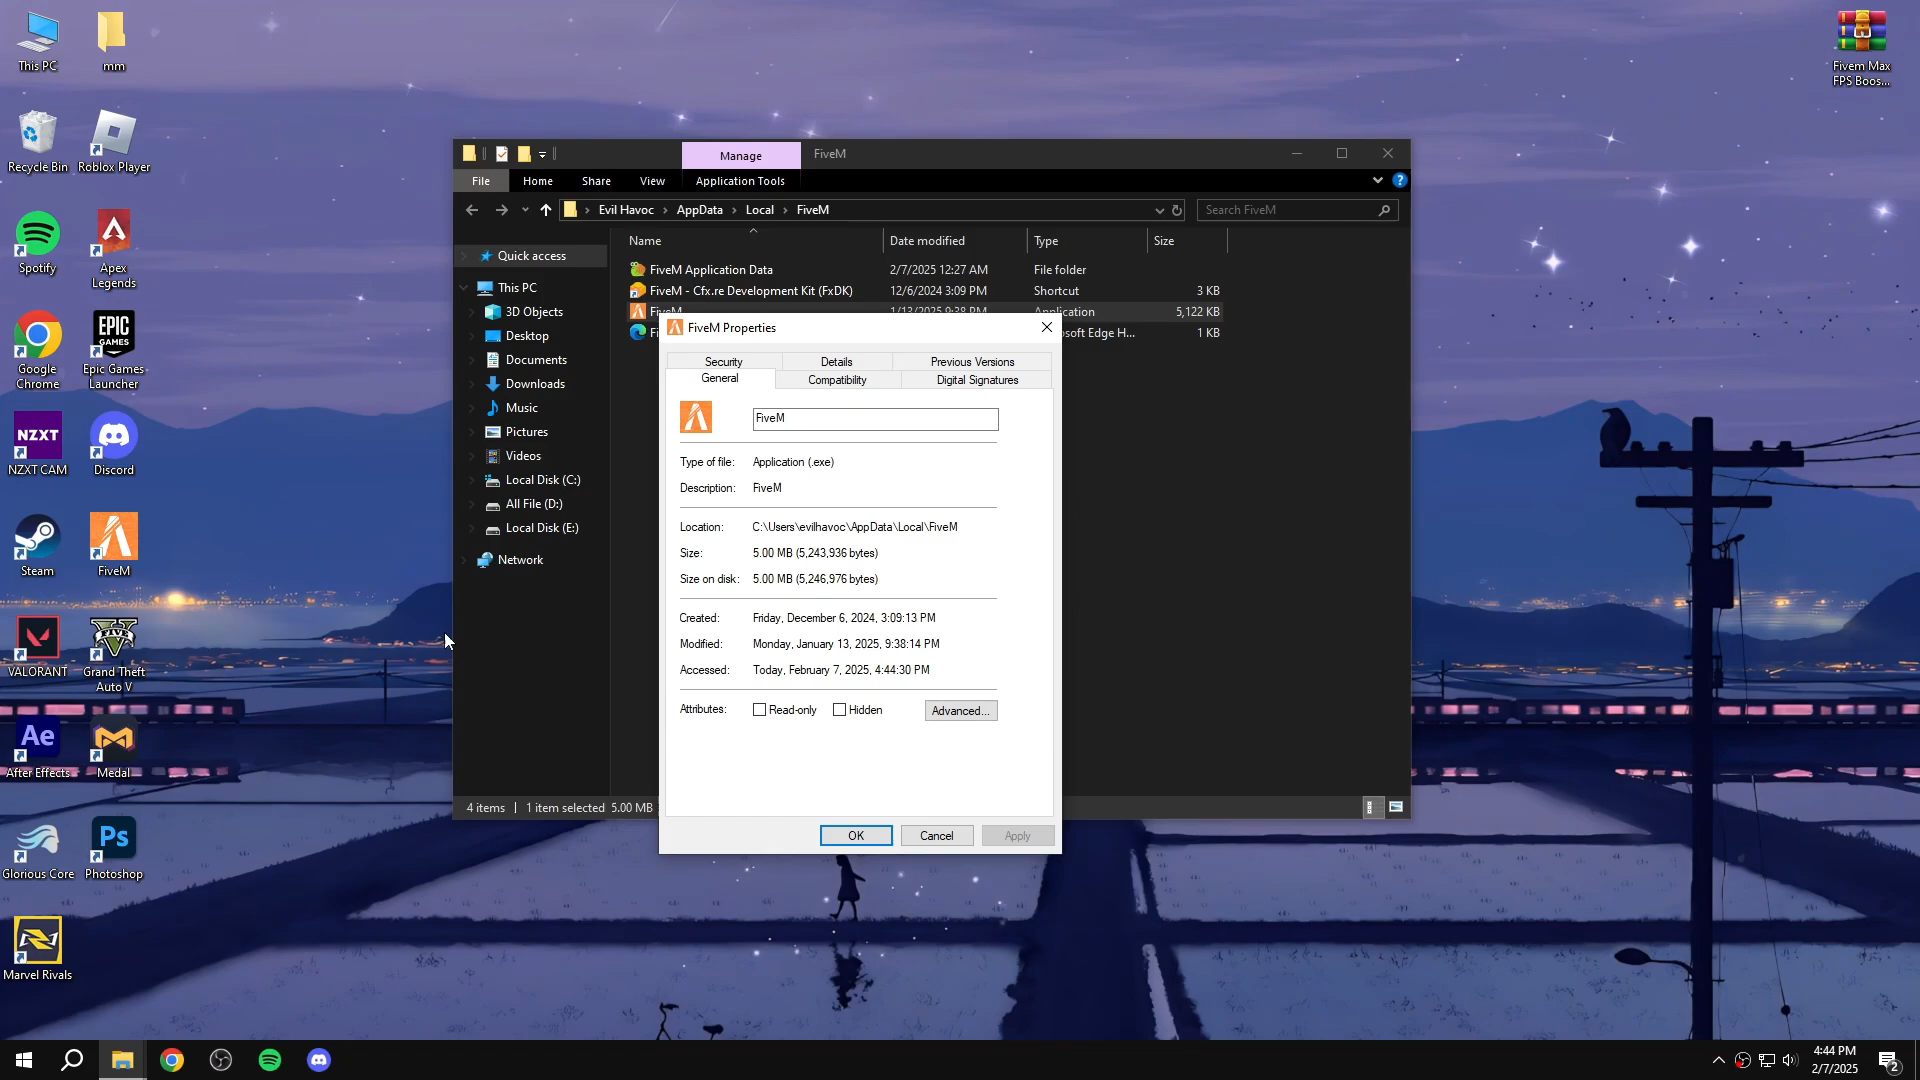 This PC
mm
Recycle Bin
Roblox Player
Spotify
Apex
Legends
Google
Chrome
EPIC
GAMES
Epic Games
Launcher
NZXT
NZXT CAM
Discord
Steam
FiveM
VALORANT
FIVE
Grand Theft
Auto V
Ae
After Effects
Medal
Glorious Core
Ps
Photoshop
Marvel Rivals
Fivem Max
FPS Boos...
Manage
FiveM
File
Home
Share
View
Application Tools
?
Evil Havoc
AppData
Local
FiveM
Search FiveM
Name
Date modified
Type
Size
FiveM Application Data
2/7/2025 12:27 AM
File folder
FiveM - Cfx.re Development Kit (FxDK)
12/6/2024 3:09 PM
Shortcut
3 KB
FiveM
1/13/2025 9:38 PM
Application
5,122 KB
osoft Edge H...
1 KB
Quick access
This PC
3D Objects
Desktop
Documents
Downloads
Music
Pictures
Videos
Local Disk (C:)
All File (D:)
Local Disk (E:)
Network
4 items
1 item selected 5.00 MB
FiveM Properties
Security
Details
Previous Versions
General
Compatibility
Digital Signatures
FiveM
Type of file: Application (.exe)
Description: FiveM
Location: C:\Users\evilhavoc\AppData\Local\FiveM
Size: 5.00 MB (5,243,936 bytes)
Size on disk: 5.00 MB (5,246,976 bytes)
Created: Friday, December 6, 2024, 3:09:13 PM
Modified: Monday, January 13, 2025, 9:38:14 PM
Accessed: Today, February 7, 2025, 4:44:30 PM
Attributes: Read-only Hidden Advanced...
OK
Cancel
Apply
4:44 PM
2/7/2025
2